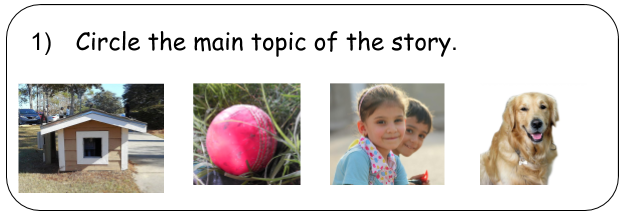 1) Circle the main topic of the story.